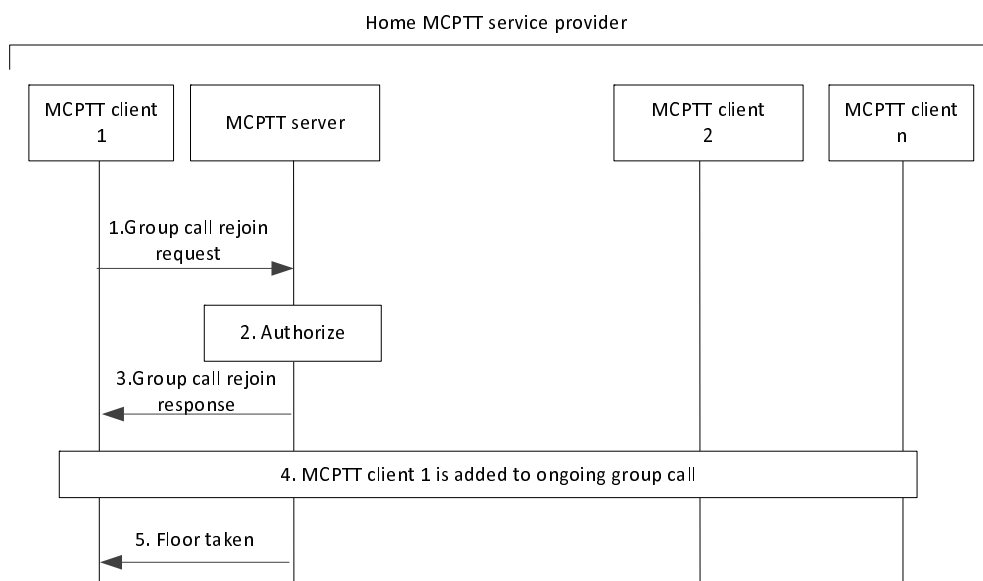 Home MCPTT service provider
MCPTT client
1
MCPTT server
MCPTT client
2
MCPTT client
n
1.Group call rejoin
request
2. Authorize
3.Group call rejoin
response
4. MCPTT client 1 is added to ongoing group call
5. Floor taken